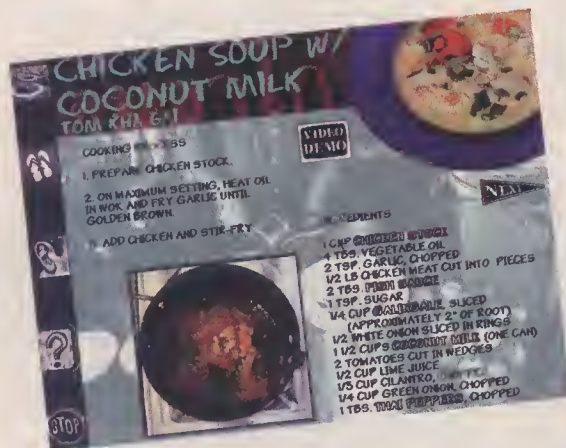 CHICKEN SOUP W/
COCONUT MILK
TOM KHA GAI
VIDEO
DEMO
COOKING PROCESS
1. PREPARE CHICKEN STOCK.
2. ON MAXIMUM SETTING, HEAT OIL
IN WOK AND FRY GARLIC UNTIL
GOLDEN BROWN.
ADD CHICKEN AND STIR-FRY
NEXT
INGREDIENTS
1 CUP CHICKEN STOCK
4 TBS. VEGETABLE OIL
2 TSP. GARLIC, CHOPPED
1/2 LB CHICKEN MEAT CUT INTO PIECES
2 TBS. FISH SAUCE
1 TSP. SUGAR
1/4 CUP GALINGALE, SLICED
(APPROXIMATELY 2" OF ROOT)
1/2 WHITE ONION SLICED IN RINGS
1 1/2 CUPS COCONUT MILK (ONE CAN)
2 TOMATOES CUT IN WEDGIES
1/2 CUP LIME JUICE
1/3 CUP CILANTRO,
1/4 CUP GREEN ONION, CHOPPED
1 TBS. THAI PEPPERS, CHOPPED
?
STOP